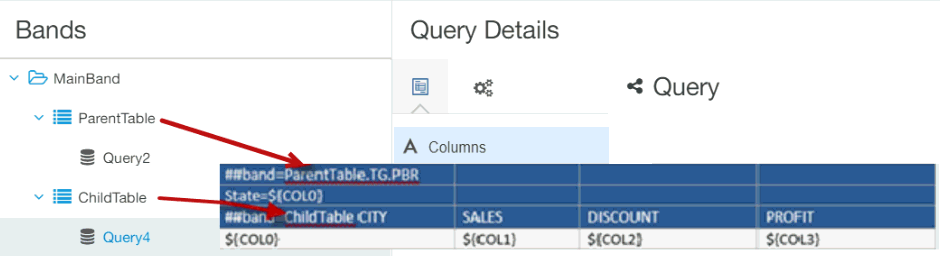 Bands
Query Details
MainBand
Query
ParentTable
Columns
Query2
##band=ParentTable.TG.PBR
State=${COL0}
ChildTable
##band=ChildTable CITY SALES DISCOUNT PROFIT
Query4
${COL0} ${COL1} ${COL2} ${COL3}